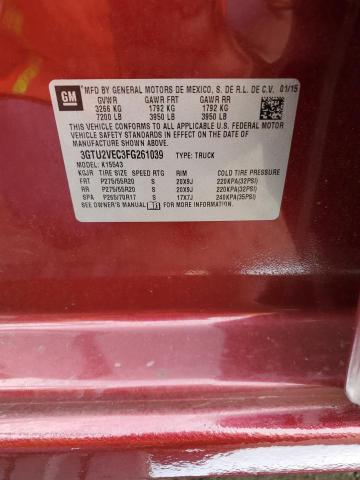 GM
MFD BY GENERAL MOTORS DE MEXICO, S. DE R.L. DE C.V. 01/15
GVWR GAWR FRT GAWR RR
3266 KG 1792 KG 1792 KG
7200 LB 3950 LB 3950 LB
THIS VEHICLE CONFORMS TO ALL APPLICABLE U.S. FEDERAL MOTOR
VEHICLE SAFETY STANDARDS IN EFFECT ON THE DATE OF
MANUFACTURE SHOWN ABOVE.
3GTU2VEC3FG261039 TYPE: TRUCK
MODEL: K15543
KGJR TIRE SIZE SPEED RTG RIM COLD TIRE PRESSURE
FRT P275/55R20 S 20X9J 220KPA(32PSI)
RR P275/55R20 S 20X9J 220KPA(32PSI)
SPA P265/70R17 S 17X7J 240KPA(35PSI)
SEE OWNER'S MANUAL FOR MORE INFORMATION.